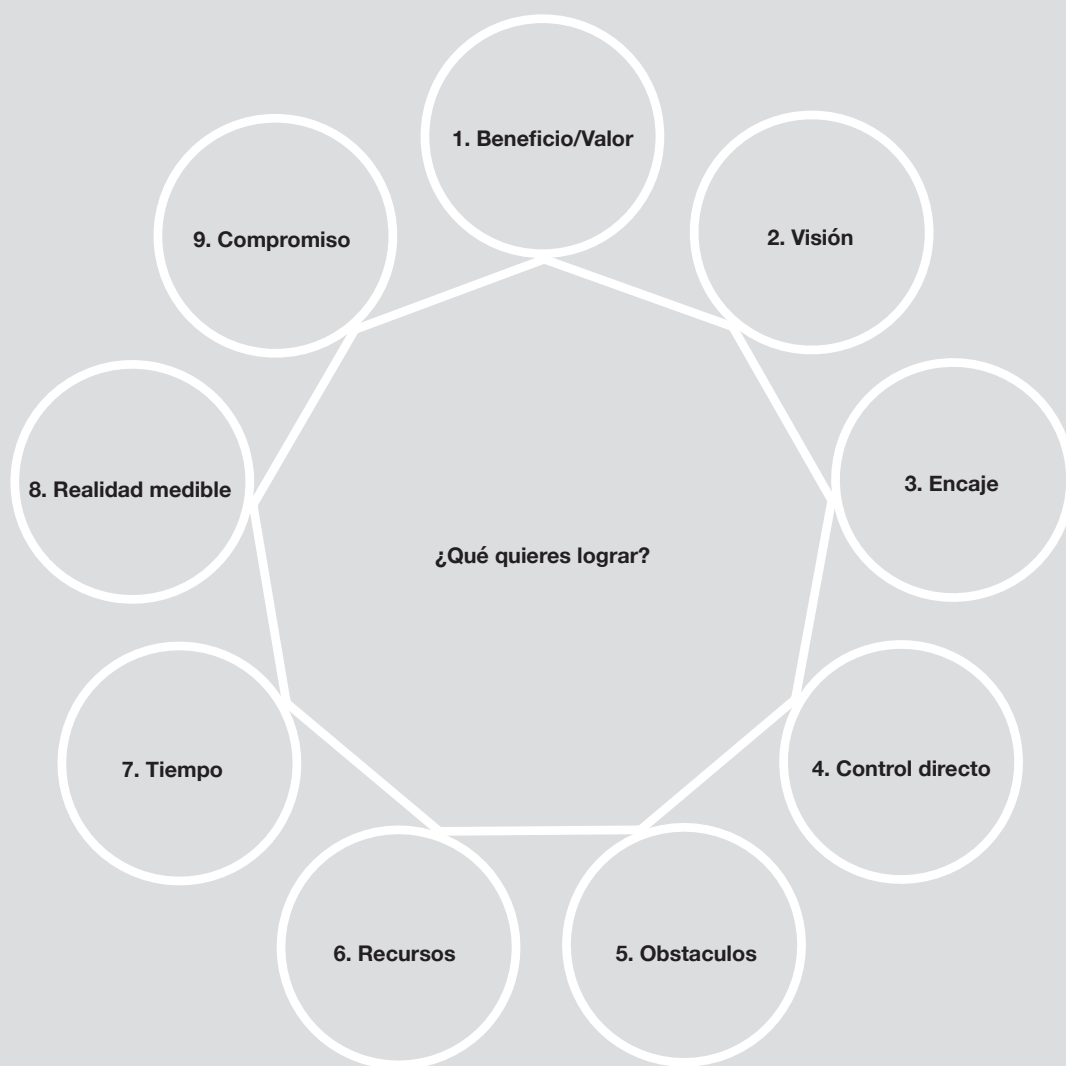 1. Beneficio/Valor
2. Visión
3. Encaje
4. Control directo
5. Obstaculos
6. Recursos
7. Tiempo
8. Realidad medible
9. Compromiso
¿Qué quieres lograr?